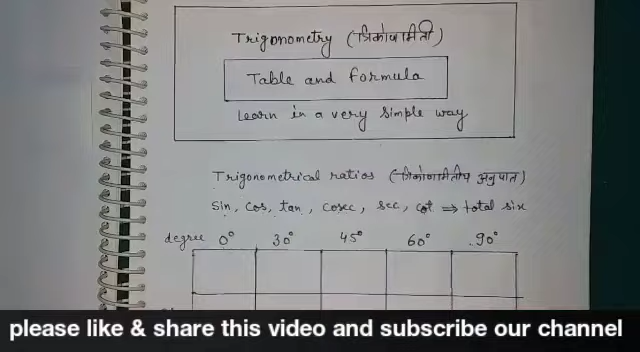 Trigonometry (त्रिकोणमिती)
Table and formula
Learn in a very simple way
Trigonometrical ratios (त्रिकोणमितीय अनुपात)
Sin, Cos, tan, cosec, sec, cot ⇒ total six
degree 0° 30° 45° 60° 90°
please like & share this video and subscribe our channel